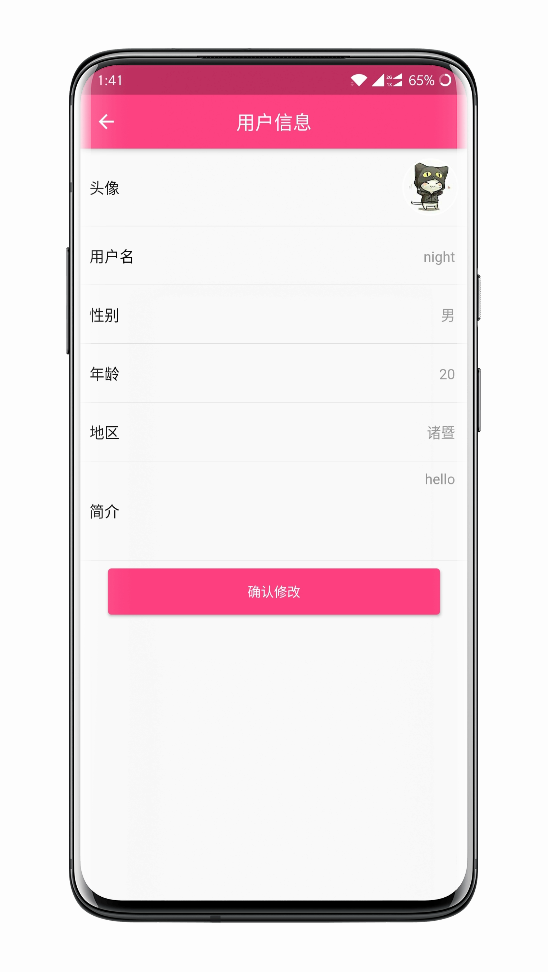 1:41
65%
用户信息
头像
用户名
night
性别
男
年龄
20
地区
诸暨
hello
简介
确认修改